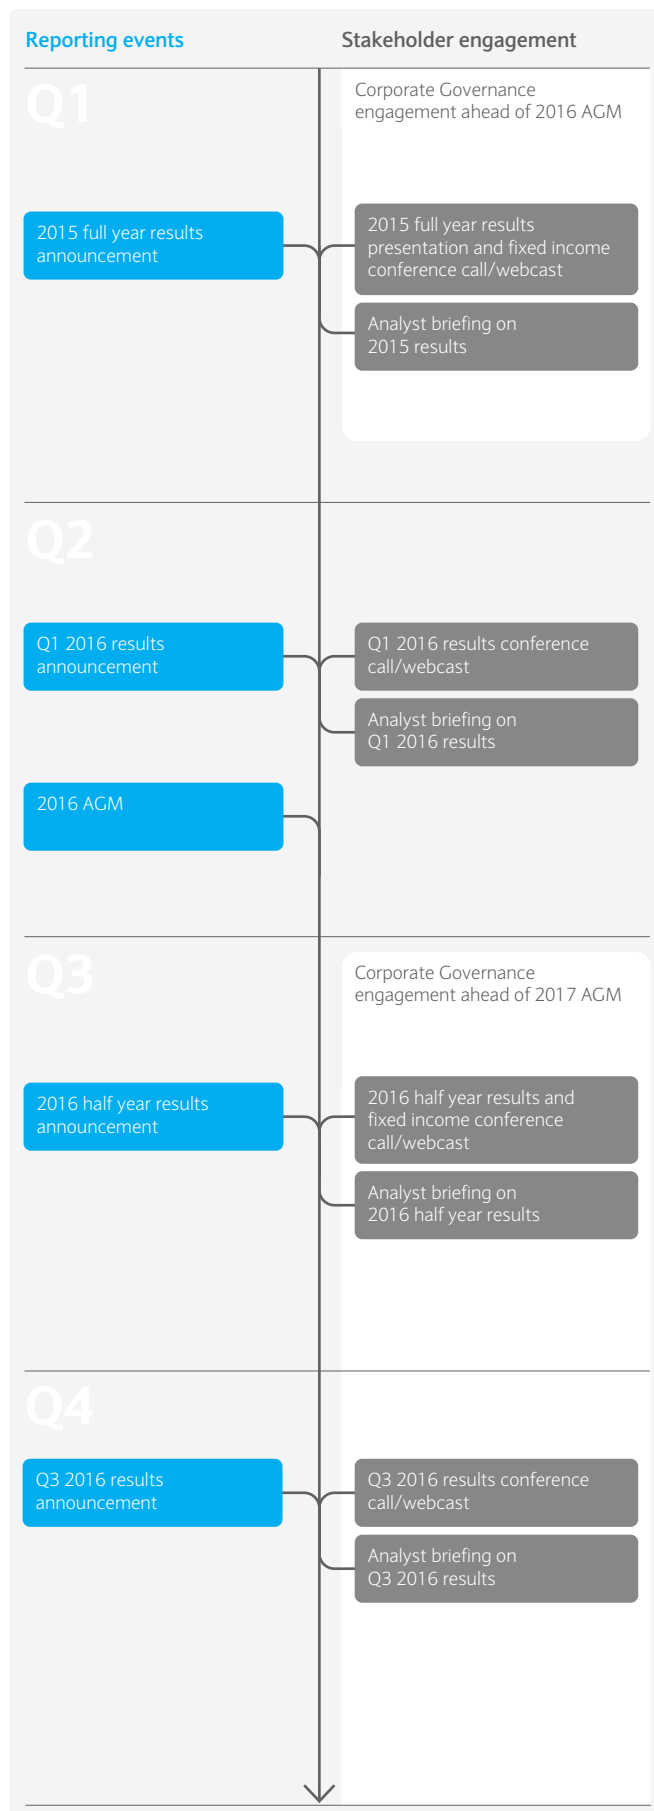 Reporting events
Stakeholder engagement
Q1
Corporate Governance
engagement ahead of 2016 AGM
2015 full year results
announcement
2015 full year results
presentation and fixed income
conference call/webcast
Analyst briefing on
2015 results
Q2
Q1 2016 results
announcement
Q1 2016 results conference
call/webcast
Analyst briefing on
Q1 2016 results
2016 AGM
Q3
Corporate Governance
engagement ahead of 2017 AGM
2016 half year results
announcement
2016 half year results and
fixed income conference
call/webcast
Analyst briefing on
2016 half year results
Q4
Q3 2016 results
announcement
Q3 2016 results conference
call/webcast
Analyst briefing on
Q3 2016 results